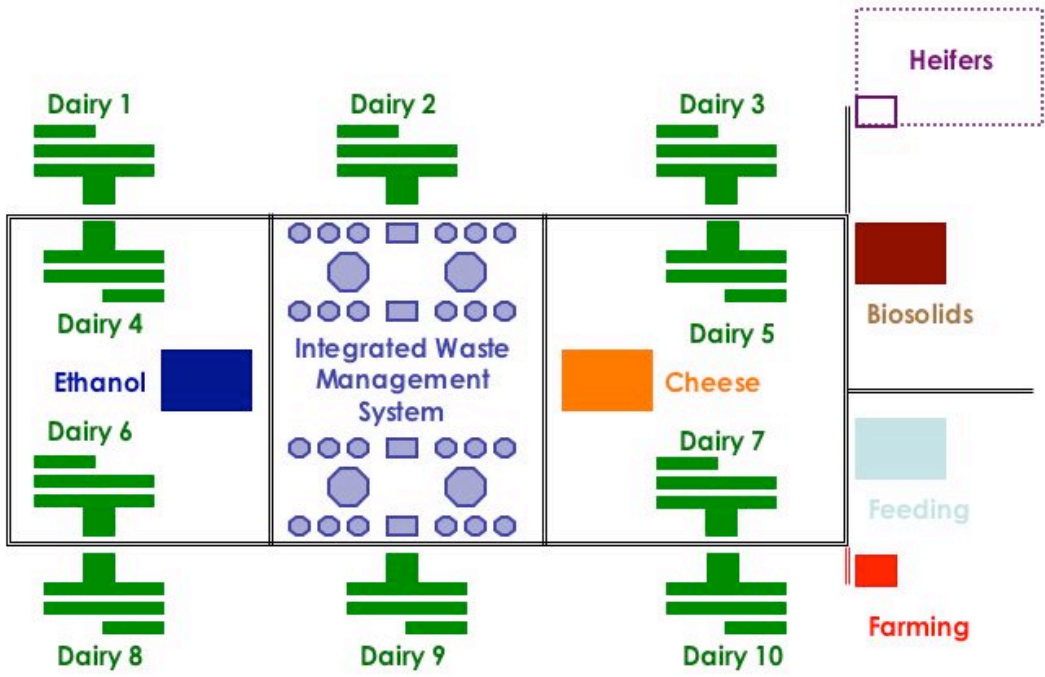 Heifers
Dairy 1
Dairy 2
Dairy 3
Dairy 4
Biosolids
Dairy 5
Integrated Waste
Management
System
Ethanol
Cheese
Dairy 6
Dairy 7
Feeding
Farming
Dairy 8
Dairy 9
Dairy 10